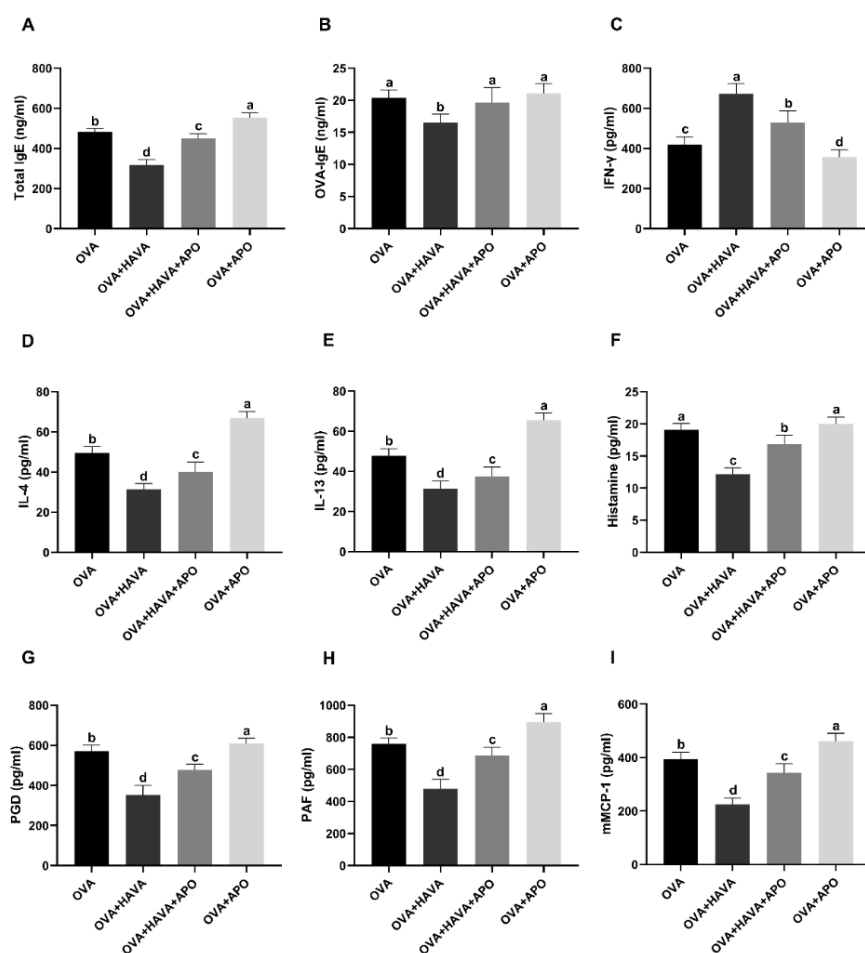 A
Total IgE (ng/ml)
800
600
400
200
0
b
d
c
a
OVA
OVA+HAVA
OVA+HAVA+APO
OVA+APO
B
OVA-IgE (ng/ml)
25
20
15
10
5
0
a
b
a
a
OVA
OVA+HAVA
OVA+HAVA+APO
OVA+APO
C
IFN-γ (pg/ml)
800
600
400
200
0
c
a
b
d
OVA
OVA+HAVA
OVA+HAVA+APO
OVA+APO
D
IL-4 (pg/ml)
80
60
40
20
0
b
d
c
a
OVA
OVA+HAVA
OVA+HAVA+APO
OVA+APO
E
IL-13 (pg/ml)
80
60
40
20
0
b
d
c
a
OVA
OVA+HAVA
OVA+HAVA+APO
OVA+APO
F
Histamine (pg/ml)
25
20
15
10
5
0
a
c
b
a
OVA
OVA+HAVA
OVA+HAVA+APO
OVA+APO
G
PGD (pg/ml)
800
600
400
200
0
b
d
c
a
OVA
OVA+HAVA
OVA+HAVA+APO
OVA+APO
H
PAF (pg/ml)
1000
800
600
400
200
0
b
d
c
a
OVA
OVA+HAVA
OVA+HAVA+APO
OVA+APO
I
mMCP-1 (pg/ml)
600
400
200
0
b
d
c
a
OVA
OVA+HAVA
OVA+HAVA+APO
OVA+APO